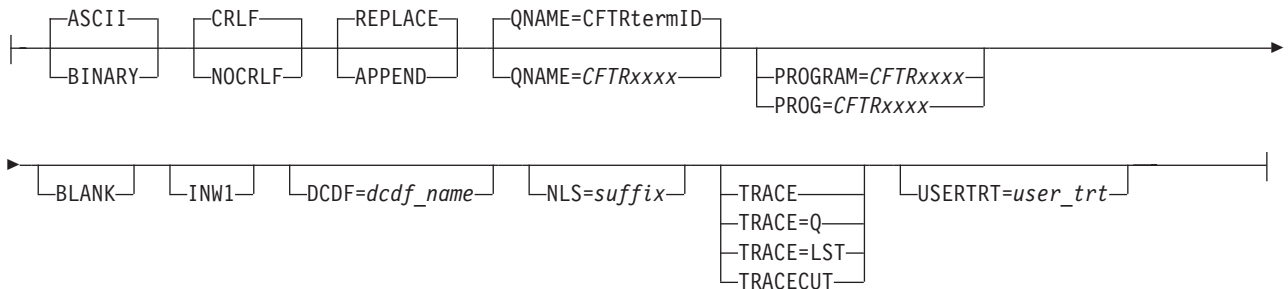 ASCII CRLF REPLACE QNAME=CFTRtermID
BINARY NOCRLF APPEND QNAME=CFTRxxxx PROGRAM=CFTRxxxx
PROG=CFTRxxxx
BLANK INW1 DCDF=dcdf_name NLS=suffix TRACE USERTRT=user_trt
TRACE=Q
TRACE=LST
TRACECUT